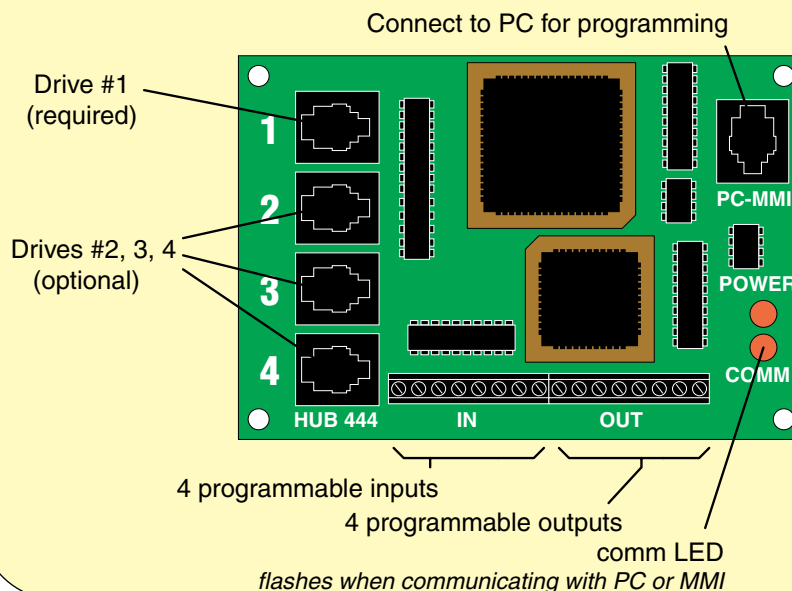 Connect to PC for programming
Drive #1
(required)
1
2
PC-MMI
Drives #2, 3, 4
(optional)
3
POWER
4
COMM
HUB 444
IN
OUT
4 programmable inputs
4 programmable outputs
comm LED
flashes when communicating with PC or MMI